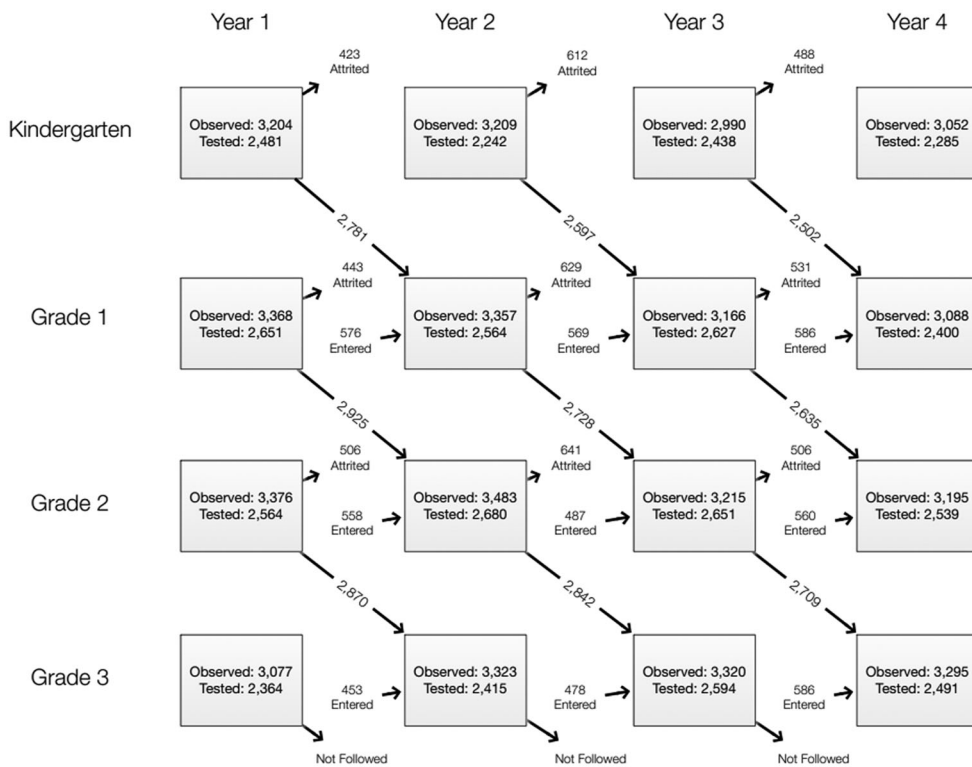 Year 1
Year 2
Year 3
Year 4
423
Attrited
612
Attrited
488
Attrited
Kindergarten
Observed: 3,204
Tested: 2,481
Observed: 3,209
Tested: 2,242
Observed: 2,990
Tested: 2,438
Observed: 3,052
Tested: 2,285
2,781
2,597
2,502
443
Attrited
629
Attrited
531
Attrited
Grade 1
Observed: 3,368
Tested: 2,651
576
Entered
Observed: 3,357
Tested: 2,564
569
Entered
Observed: 3,166
Tested: 2,627
586
Entered
Observed: 3,088
Tested: 2,400
2,925
2,728
2,635
506
Attrited
641
Attrited
506
Attrited
Grade 2
Observed: 3,376
Tested: 2,564
558
Entered
Observed: 3,483
Tested: 2,680
487
Entered
Observed: 3,215
Tested: 2,651
560
Entered
Observed: 3,195
Tested: 2,539
2,870
2,842
2,709
Grade 3
Observed: 3,077
Tested: 2,364
453
Entered
Observed: 3,323
Tested: 2,415
478
Entered
Observed: 3,320
Tested: 2,594
586
Entered
Observed: 3,295
Tested: 2,491
Not Followed
Not Followed
Not Followed